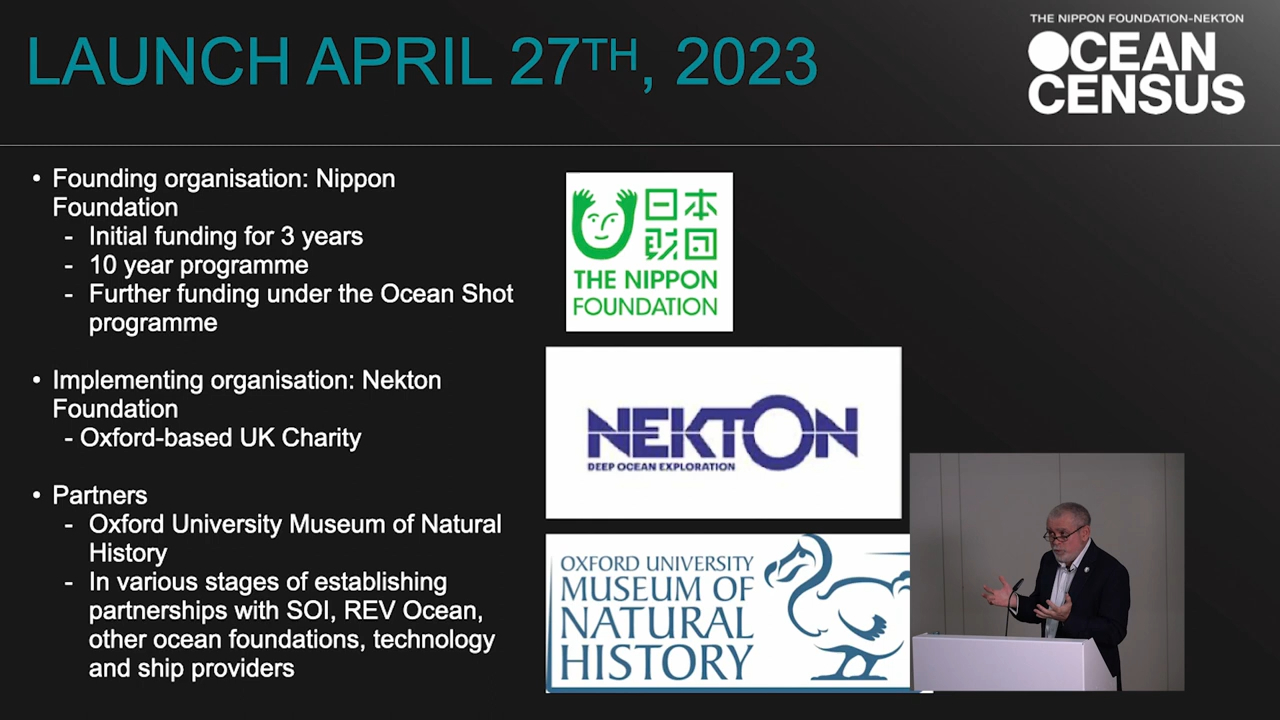 LAUNCH APRIL 27TH, 2023
THE NIPPON FOUNDATION-NEKTON
OCEAN
CENSUS
• Founding organisation: Nippon
Foundation
- Initial funding for 3 years
- 10 year programme
- Further funding under the Ocean Shot
programme
• Implementing organisation: Nekton
Foundation
- Oxford-based UK Charity
• Partners
- Oxford University Museum of Natural
History
- In various stages of establishing
partnerships with SOI, REV Ocean,
other ocean foundations, technology
and ship providers
日本
財団
THE NIPPON
FOUNDATION
NEKTON
DEEP OCEAN EXPLORATION
OXFORD UNIVERSITY
MUSEUM OF
NATURAL
HISTORY